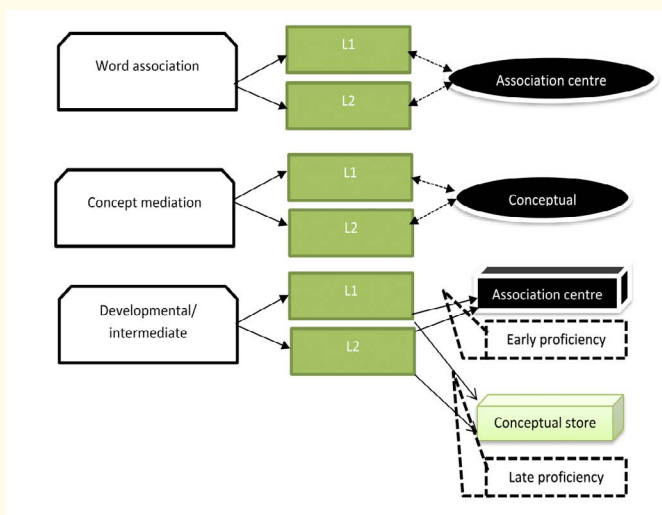 Word association
L1
L2
Association centre
Concept mediation
L1
L2
Conceptual
Developmental/
intermediate
L1
L2
Association centre
Early proficiency
Conceptual store
Late proficiency